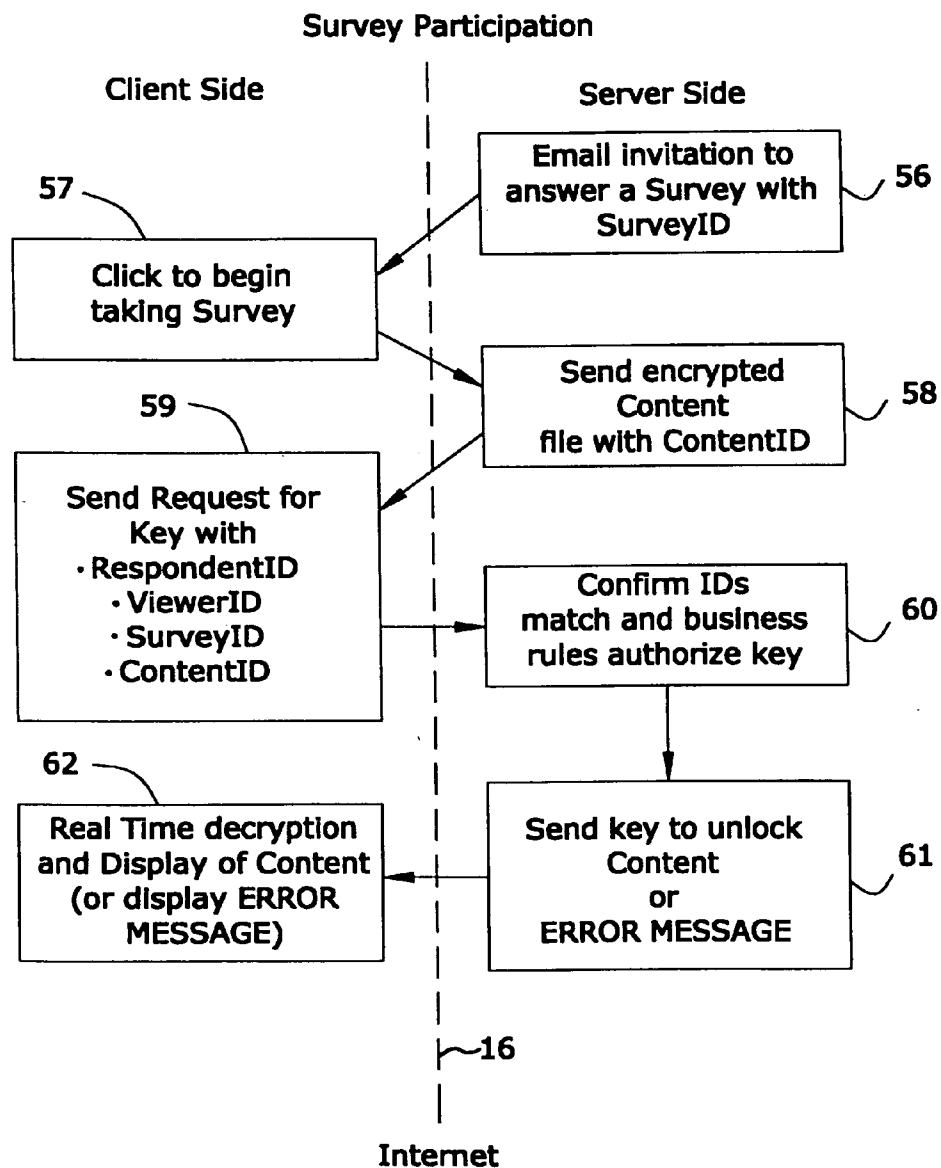 Survey Participation
Client Side
Server Side
Email invitation to
answer a Survey with
SurveyID
56
57
Click to begin
taking Survey
Send encrypted
Content
file with ContentID
58
59
Send Request for
Key with
· RespondentID
· ViewerID
· SurveyID
· ContentID
Confirm IDs
match and business
rules authorize key
60
62
Real Time decryption
and Display of Content
(or display ERROR
MESSAGE)
Send key to unlock
Content
or
ERROR MESSAGE
61
16
Internet